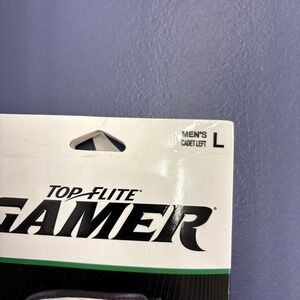 MEN'S
CADET LEFT L
TOP FLITE
GAMER